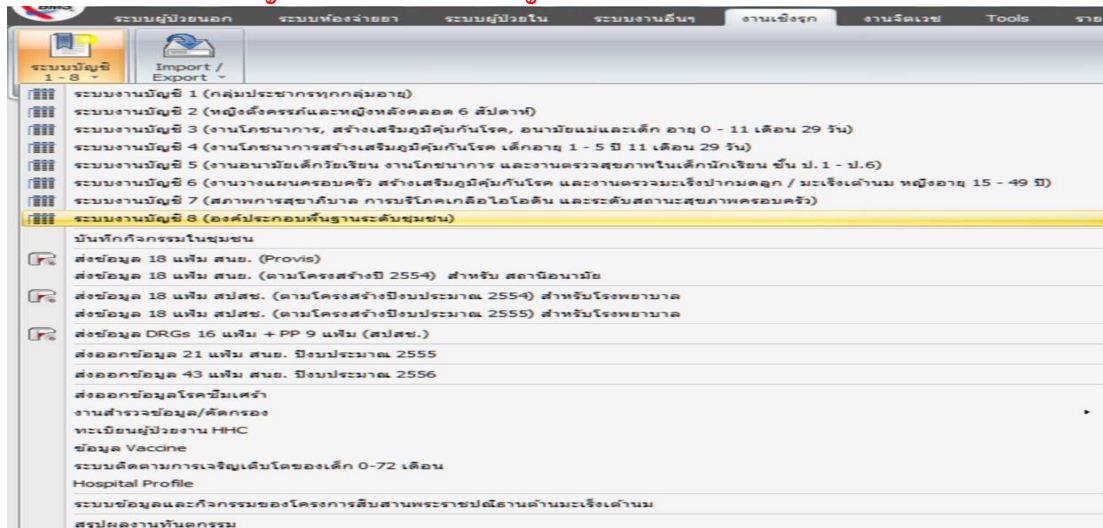 BMS
ระบบผู้ป่วยนอก ระบบห้องจ่ายยา ระบบผู้ป่วยใน ระบบงานอื่นๆ งานเชิงรุก งานจิตเวช Tools ราย
ระบบบัญชี 1 - 8
Import / Export
ระบบงานบัญชี 1 (กลุ่มประชากรทุกกลุ่มอายุ)
ระบบงานบัญชี 2 (หญิงตั้งครรภ์และหญิงหลังคลอด 6 สัปดาห์)
ระบบงานบัญชี 3 (งานโภชนาการ, สร้างเสริมภูมิคุ้มกันโรค, อนามัยแม่และเด็ก อายุ 0 - 11 เดือน 29 วัน)
ระบบงานบัญชี 4 (งานโภชนาการสร้างเสริมภูมิคุ้มกันโรค เด็กอายุ 1 - 5 ปี 11 เดือน 29 วัน)
ระบบงานบัญชี 5 (งานอนามัยเด็กวัยเรียน งานโภชนาการ และงานตรวจสุขภาพในเด็กนักเรียน ชั้น ป.1 - ป.6)
ระบบงานบัญชี 6 (งานวางแผนครอบครัว สร้างเสริมภูมิคุ้มกันโรค และงานตรวจมะเร็งปากมดลูก / มะเร็งเต้านม หญิงอายุ 15 - 49 ปี)
ระบบงานบัญชี 7 (สภาพการสุขาภิบาล การบริโภคเกลือไอโอดีน และระดับสถานะสุขภาพครอบครัว)
ระบบงานบัญชี 8 (องค์ประกอบพื้นฐานระดับชุมชน)
บันทึกกิจกรรมในชุมชน
ส่งข้อมูล 18 แฟ้ม สนย. (Provis)
ส่งข้อมูล 18 แฟ้ม สนย. (ตามโครงสร้างปี 2554) สำหรับ สถานีอนามัย
ส่งข้อมูล 18 แฟ้ม สปสช. (ตามโครงสร้างปีงบประมาณ 2554) สำหรับโรงพยาบาล
ส่งข้อมูล 18 แฟ้ม สปสช. (ตามโครงสร้างปีงบประมาณ 2555) สำหรับโรงพยาบาล
ส่งข้อมูล DRGs 16 แฟ้ม + PP 9 แฟ้ม (สปสช.)
ส่งออกข้อมูล 21 แฟ้ม สนย. ปีงบประมาณ 2555
ส่งออกข้อมูล 43 แฟ้ม สนย. ปีงบประมาณ 2556
ส่งออกข้อมูลโรคซึมเศร้า
งานสำรวจข้อมูล/คัดกรอง
ทะเบียนผู้ป่วยงาน HHC
ข้อมูล Vaccine
ระบบติดตามการเจริญเติบโตของเด็ก 0-72 เดือน
Hospital Profile
ระบบข้อมูลและกิจกรรมของโครงการสืบสานพระราชปณิธานต้านมะเร็งเต้านม
สรุปผลงานทันตกรรม